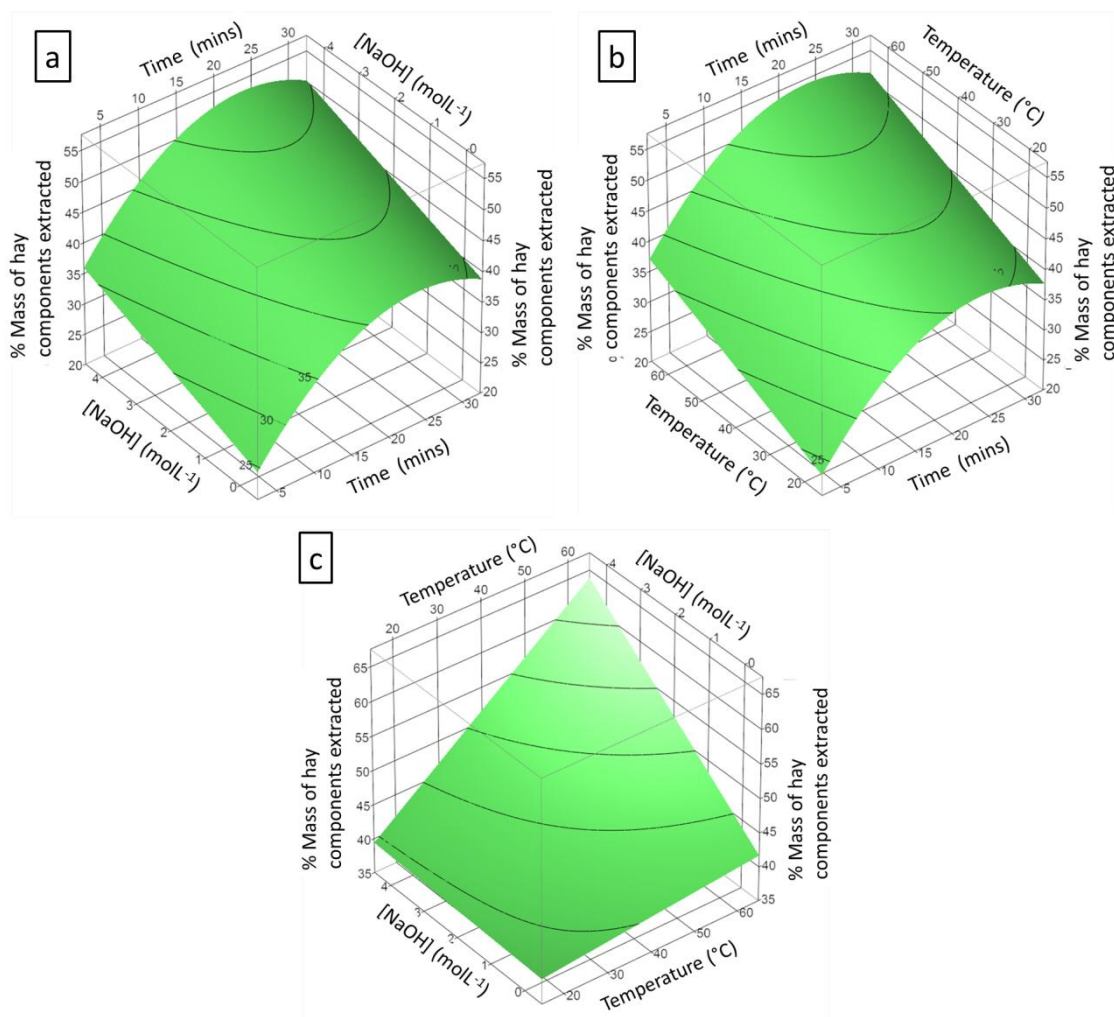 a
Time (mins)
5 10 15 20 25 30
[NaOH] (molL-1)
4 3 2 1 0
% Mass of hay
components extracted
55
50
45
40
35
30
25
20
% Mass of hay
components extracted
55
50
45
40
35
30
25
20
35
30
25
4 3 2 1 0
[NaOH] (molL-1)
5 10 15 20 25 30
Time (mins)
b
Time (mins)
5 10 15 20 25 30
Temperature (°C)
60 50 40 30 20
% Mass of hay
components extracted
55
50
45
40
35
30
25
20
% Mass of hay
components extracted
55
50
45
40
35
30
25
20
25
60 50 40 30 20
Temperature (°C)
5 10 15 20 25 30
Time (mins)
c
Temperature (°C)
20 30 40 50 60
[NaOH] (molL-1)
4 3 2 1 0
% Mass of hay
components extracted
65
60
55
50
45
40
35
% Mass of hay
components extracted
65
60
55
50
45
40
35
4 3 2 1 0
[NaOH] (molL-1)
20 30 40 50 60
Temperature (°C)